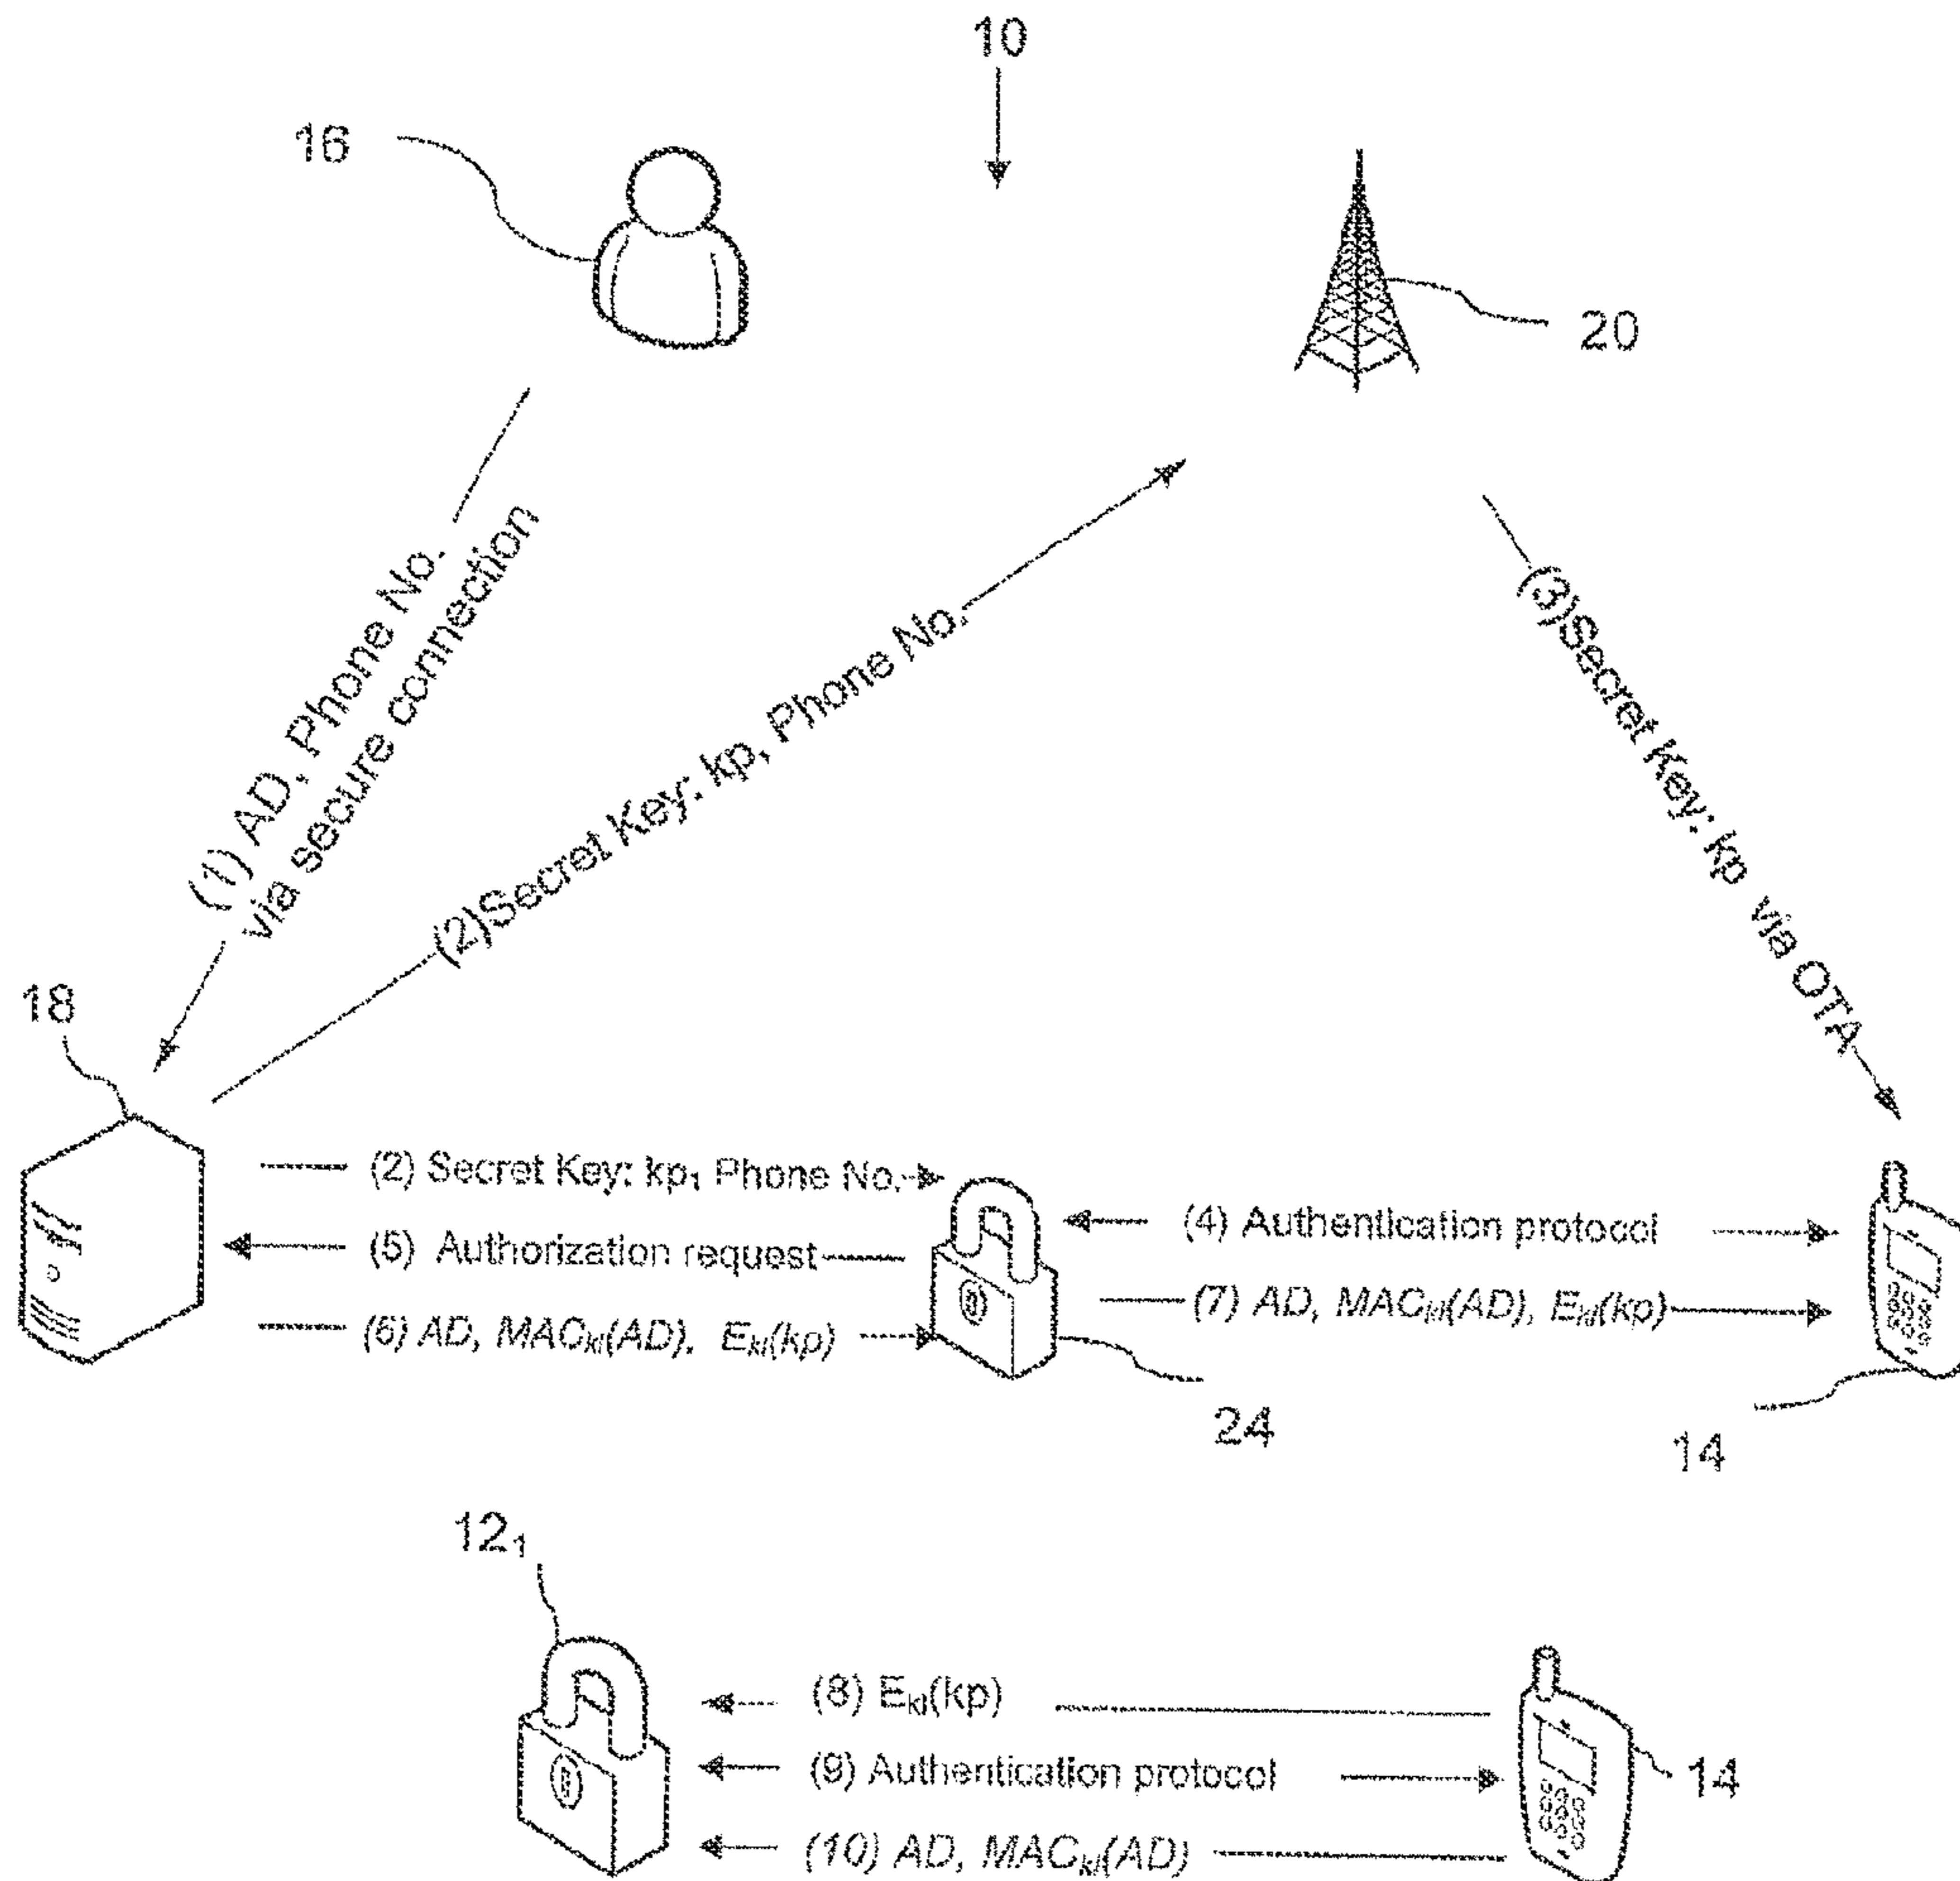 10
16
20
(1) AD, Phone No.
via secure connection
(2)Secret Key: kp, Phone No.
(3)Secret Key: kp via OTA
18
(2) Secret Key: kp₁ Phone No.
(5) Authorization request
(6) AD, MACₖₗ(AD), Eₖₗ(kp)
(4) Authentication protocol
(7) AD, MACₖₗ(AD), Eₖₗ(kp)
24
14
12₁
(8) Eₖₗ(kp)
(9) Authentication protocol
14
(10) AD, MACₖₗ(AD)